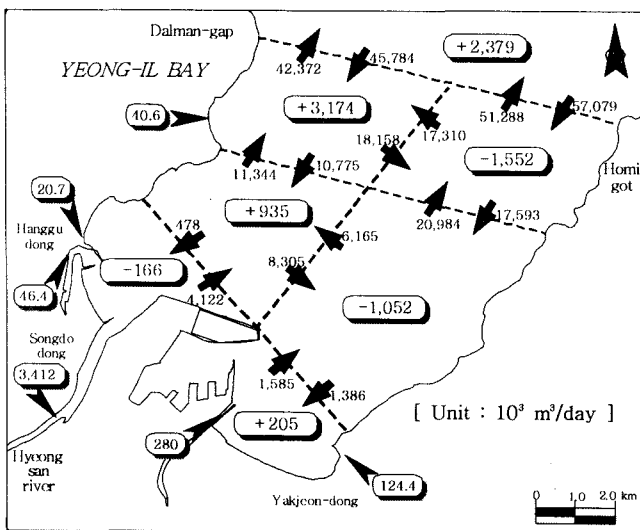 Dalman-gap
+2,379
YEONG-IL BAY
42,372
45,784
+3,174
40.6
51,288
57,079
17,310
18,158
-1,552
Homi
got
11,344
10,775
20.7
+935
20,984
17,593
Hanggu
dong
478
6,165
-166
8,305
46.4
4,122
-1,052
Songdo
dong
3,412
1,585
1,386
[ Unit : 10³ m³/day ]
+205
280
Hyeong
san
river
124.4
Yakjeon-dong
0 1.0 2.0 km